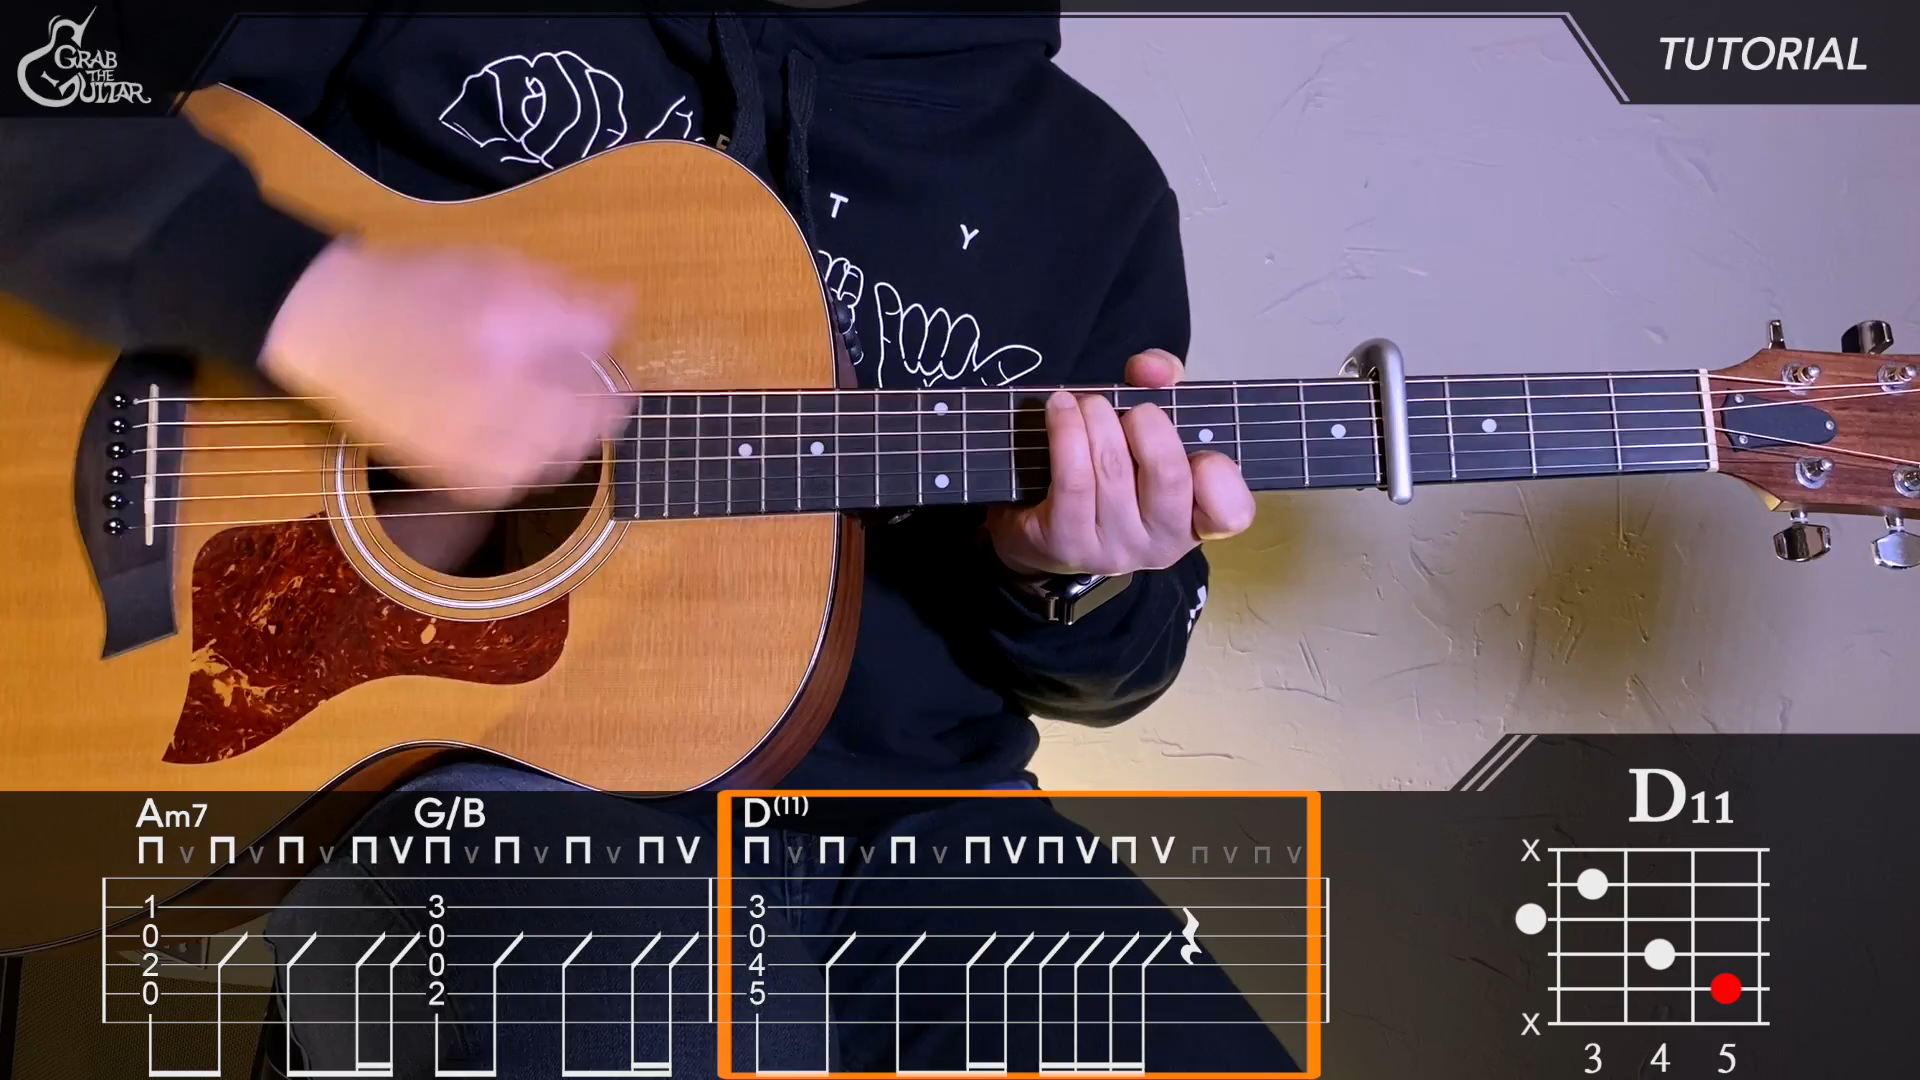 GRAB
THE
GUITAR
TUTORIAL
T Y
Am7 G/B D(11)
V V V V V V V V V V V V V V V V
1 3 3
0 0 0
2 0 4
0 2 5
D11
X
X
3 4 5